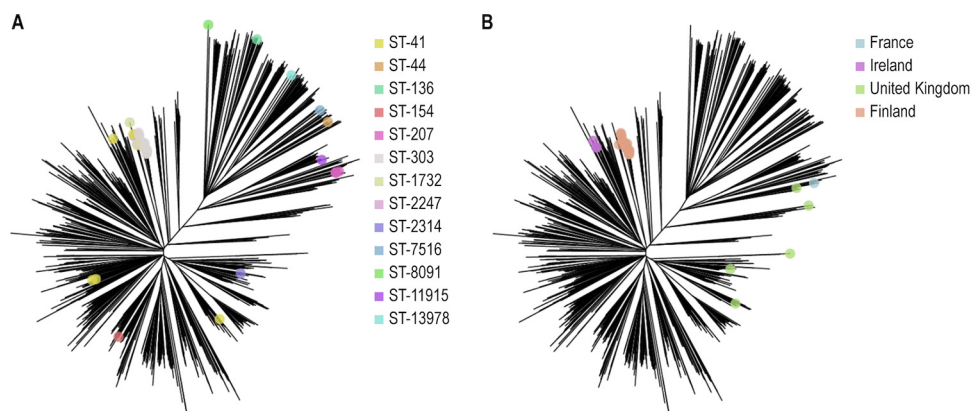 A
ST-41
ST-44
ST-136
ST-154
ST-207
ST-303
ST-1732
ST-2247
ST-2314
ST-7516
ST-8091
ST-11915
ST-13978
B
France
Ireland
United Kingdom
Finland